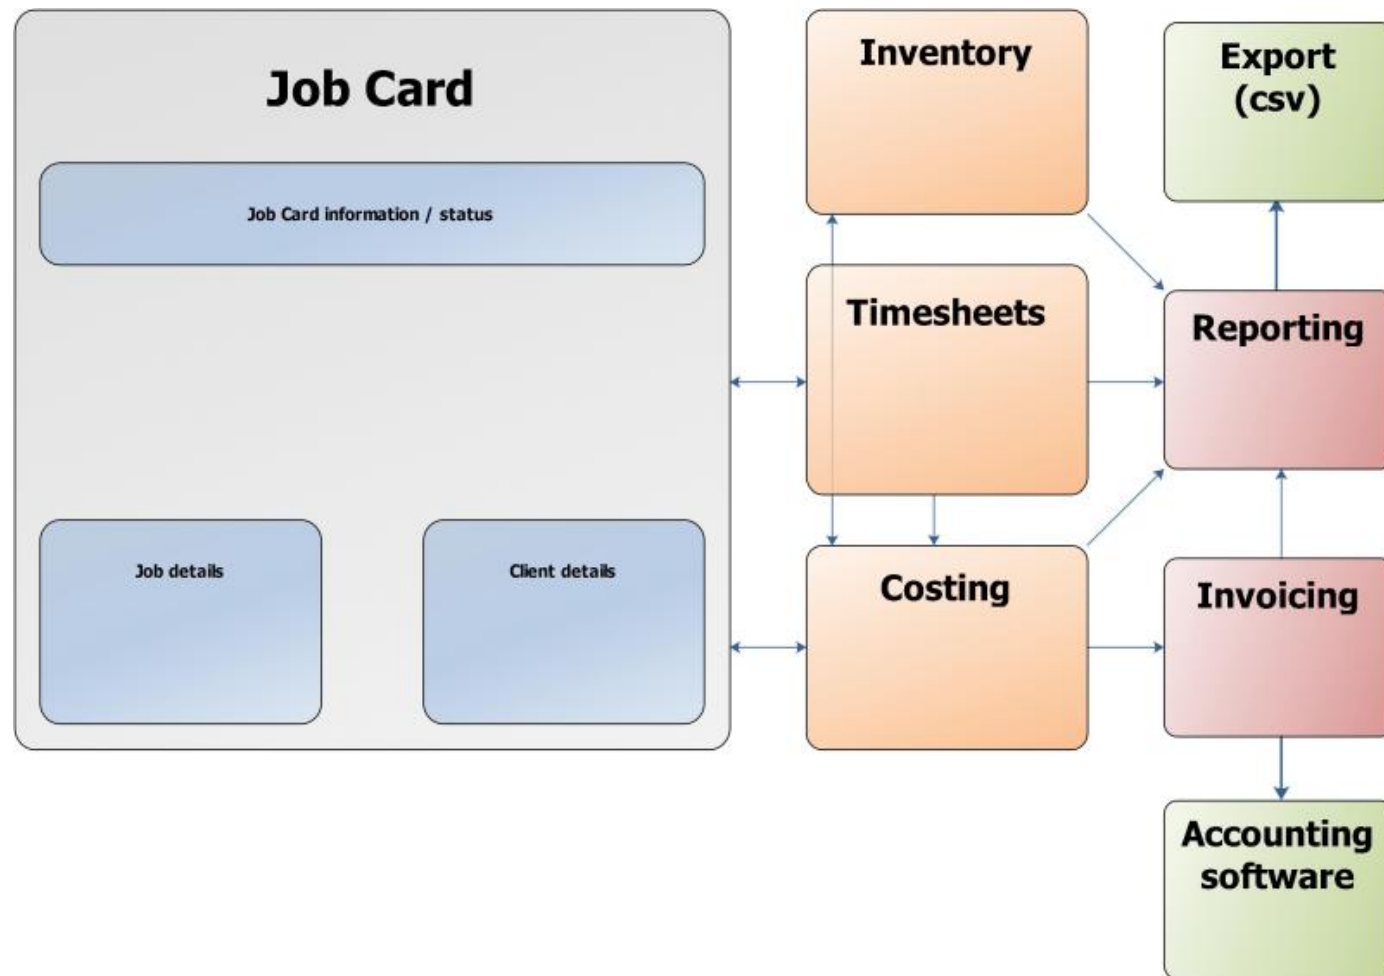 Job Card
Job Card information / status
Job details
Client details
Inventory
Timesheets
Costing
Export
(csv)
Reporting
Invoicing
Accounting
software